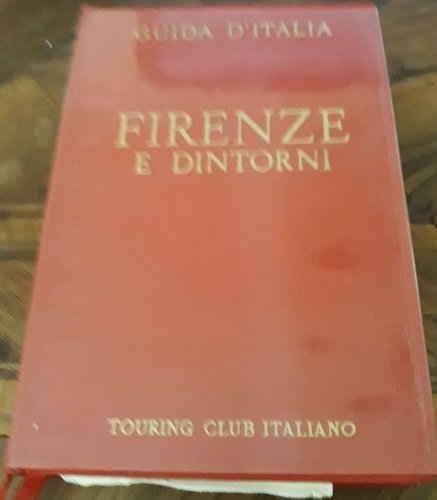 GUIDA D'ITALIA
FIRENZE
E DINTORNI
TOURING CLUB ITALIANO